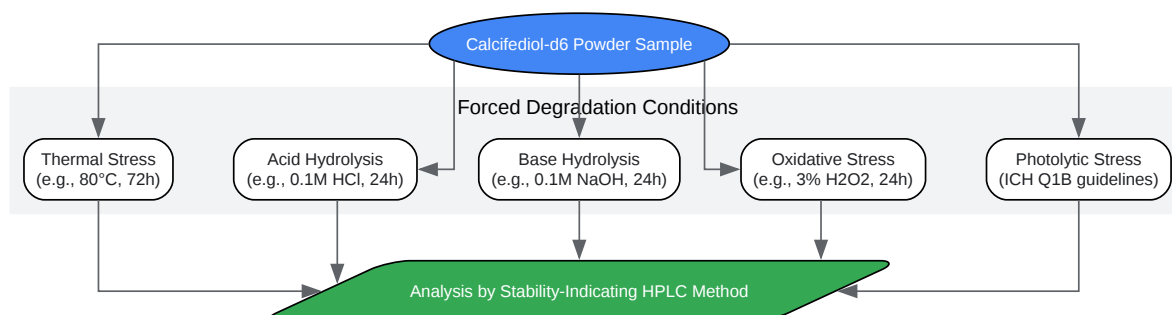 Calcifediol-d6 Powder Sample
Forced Degradation Conditions
Thermal Stress
(e.g., 80°C, 72h)
Acid Hydrolysis
(e.g., 0.1M HCl, 24h)
Base Hydrolysis
(e.g., 0.1M NaOH, 24h)
Oxidative Stress
(e.g., 3% H2O2, 24h)
Photolytic Stress
(ICH Q1B guidelines)
Analysis by Stability-Indicating HPLC Method